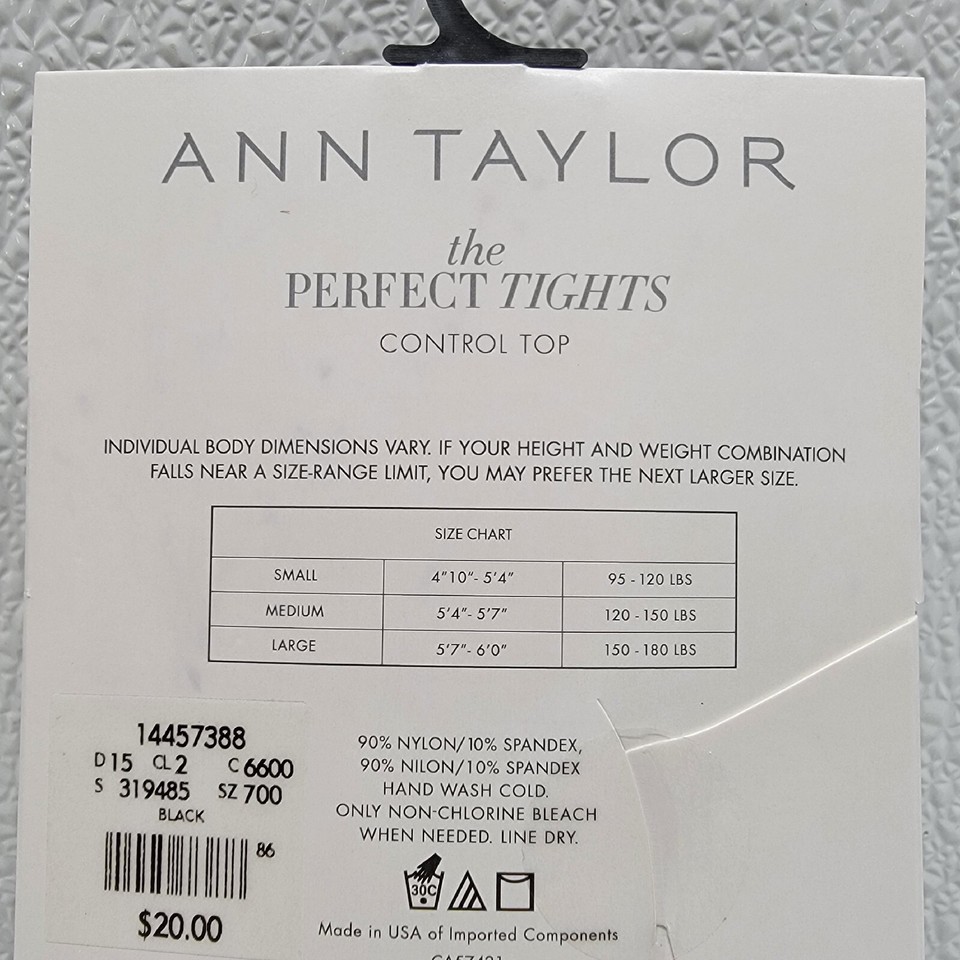 ANN TAYLOR
the
PERFECT TIGHTS
CONTROL TOP
INDIVIDUAL BODY DIMENSIONS VARY. IF YOUR HEIGHT AND WEIGHT COMBINATION
FALLS NEAR A SIZE-RANGE LIMIT, YOU MAY PREFER THE NEXT LARGER SIZE.
SIZE CHART
SMALL 4"10"- 5'4" 95 - 120 LBS
MEDIUM 5'4"- 5'7" 120 - 150 LBS
LARGE 5'7"- 6'0" 150 - 180 LBS
14457388
D 15 CL 2 C 6600
S 319485 SZ 700
BLACK
86
$20.00
90% NYLON/10% SPANDEX,
90% NILON/10% SPANDEX
HAND WASH COLD.
ONLY NON-CHLORINE BLEACH
WHEN NEEDED. LINE DRY.
30C
Made in USA of Imported Components